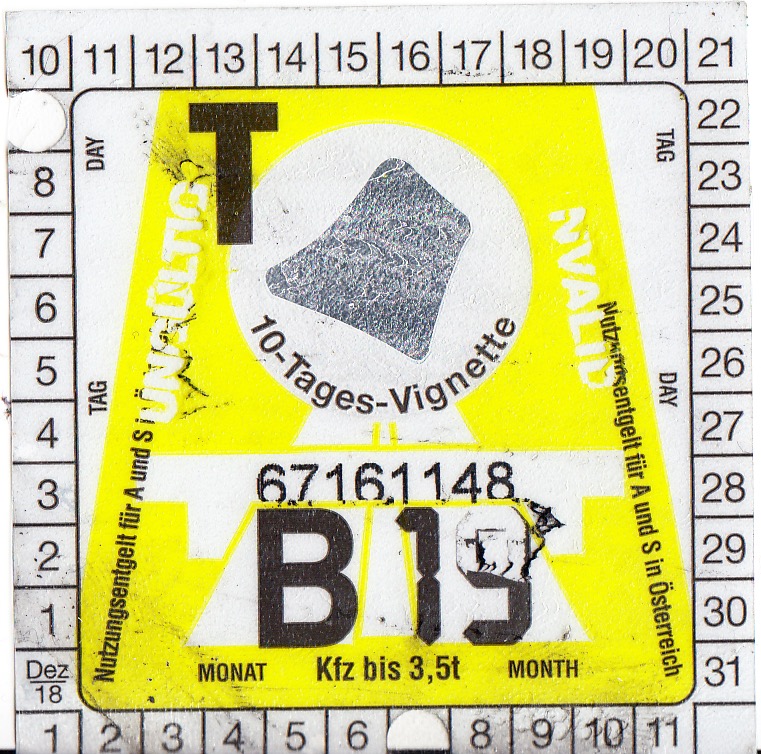 10 11 12 13 14 15 16 17 18 19 20 21
22
23
24
25
26
27
28
29
30
31
8
7
6
5
4
3
2
1
Dez
18
DAY
TAG
TAG
DAY
T
UNGÜLTIG
INVALID
10-Tages-Vignette
Nutzungsentgelt für A und S i
Nutzungsentgelt für A und S in Österreich
67161148
B 19
MONAT Kfz bis 3,5t MONTH
1 2 3 4 5 6 8 9 10 11